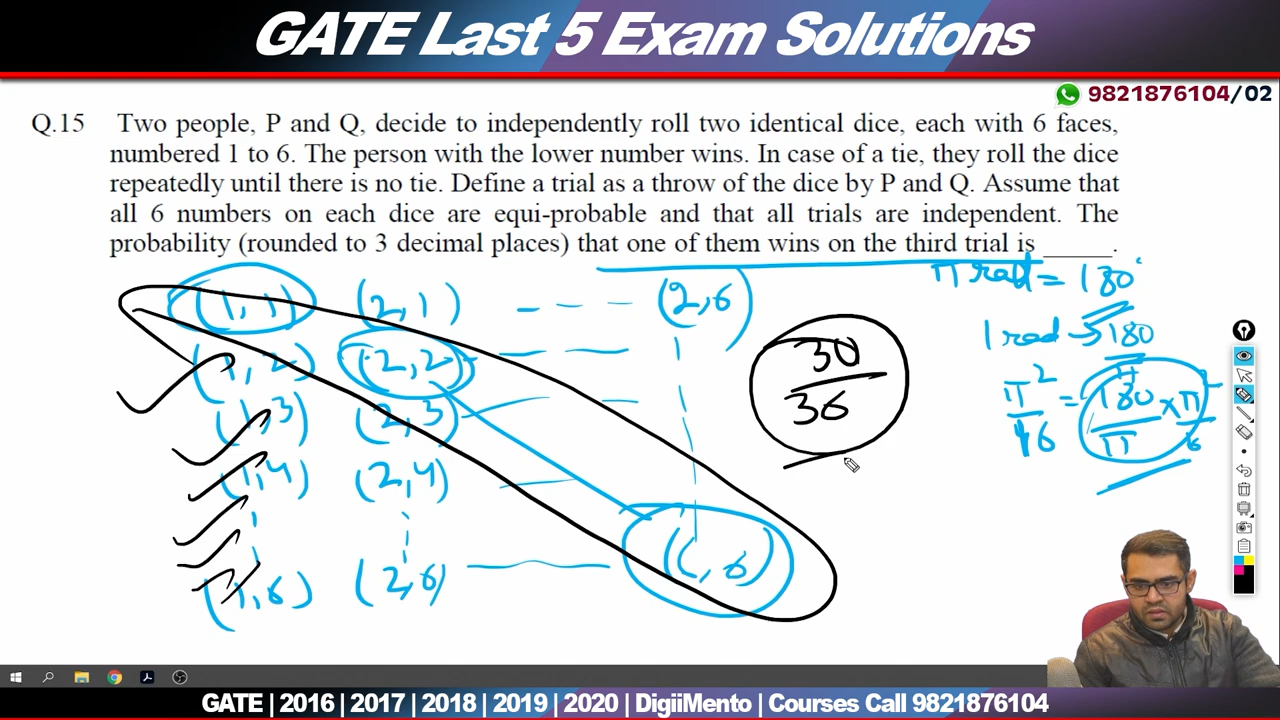 GATE Last 5 Exam Solutions
9821876104/02
Q.15 Two people, P and Q, decide to independently roll two identical dice, each with 6 faces,
numbered 1 to 6. The person with the lower number wins. In case of a tie, they roll the dice
repeatedly until there is no tie. Define a trial as a throw of the dice by P and Q. Assume that
all 6 numbers on each dice are equi-probable and that all trials are independent. The
probability (rounded to 3 decimal places) that one of them wins on the third trial is ______.
π rad = 180°
(1,1) (2,1) - - - - (2,6)
1 rad → 180
π
(1,2) (2,2)
30
36
π²
6
=
180
π
×
π
6
(1,3) (2,3)
(1,4) (2,4)
(1,6) (2,6)
GATE | 2016 | 2017 | 2018 | 2019 | 2020 | DigiiMento | Courses Call 9821876104